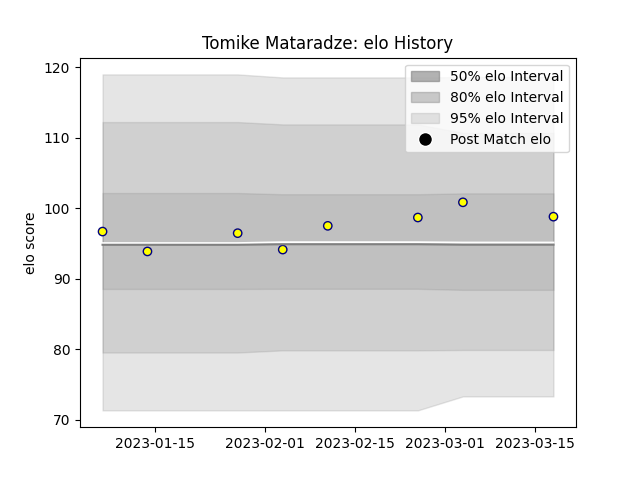 Tomike Mataradze: elo History
120
110
100
90
80
70
elo score
50% elo Interval
80% elo Interval
95% elo Interval
Post Match elo
2023-01-15
2023-02-01
2023-02-15
2023-03-01
2023-03-15